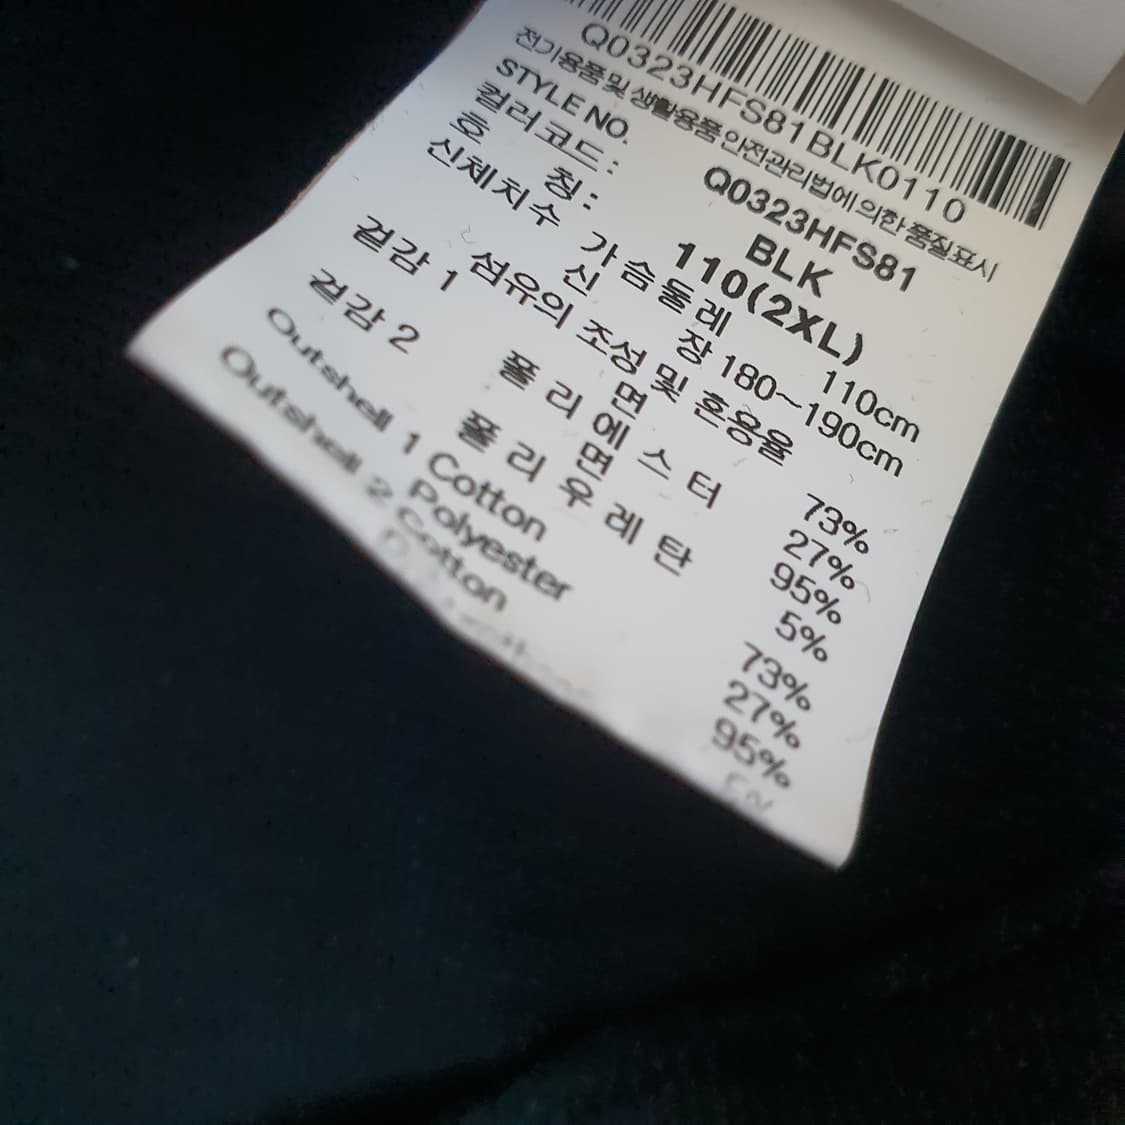 Q0323HFS81BLK0110
전기용품및 생활용품 안전관리법에 의한 품질표시
STYLE NO. Q0323HFS81
컬러코드: BLK
호 칭: 110(2XL)
신체치수 가슴둘레 110cm
신 장 180~190cm
섬유의 조성 및 혼용율
겉감 1 면 73%
폴리에스터 27%
겉감 2 면 95%
폴리우레탄 5%
Outshell 1 Cotton 73%
Polyester 27%
Outshell 2 Cotton 95%